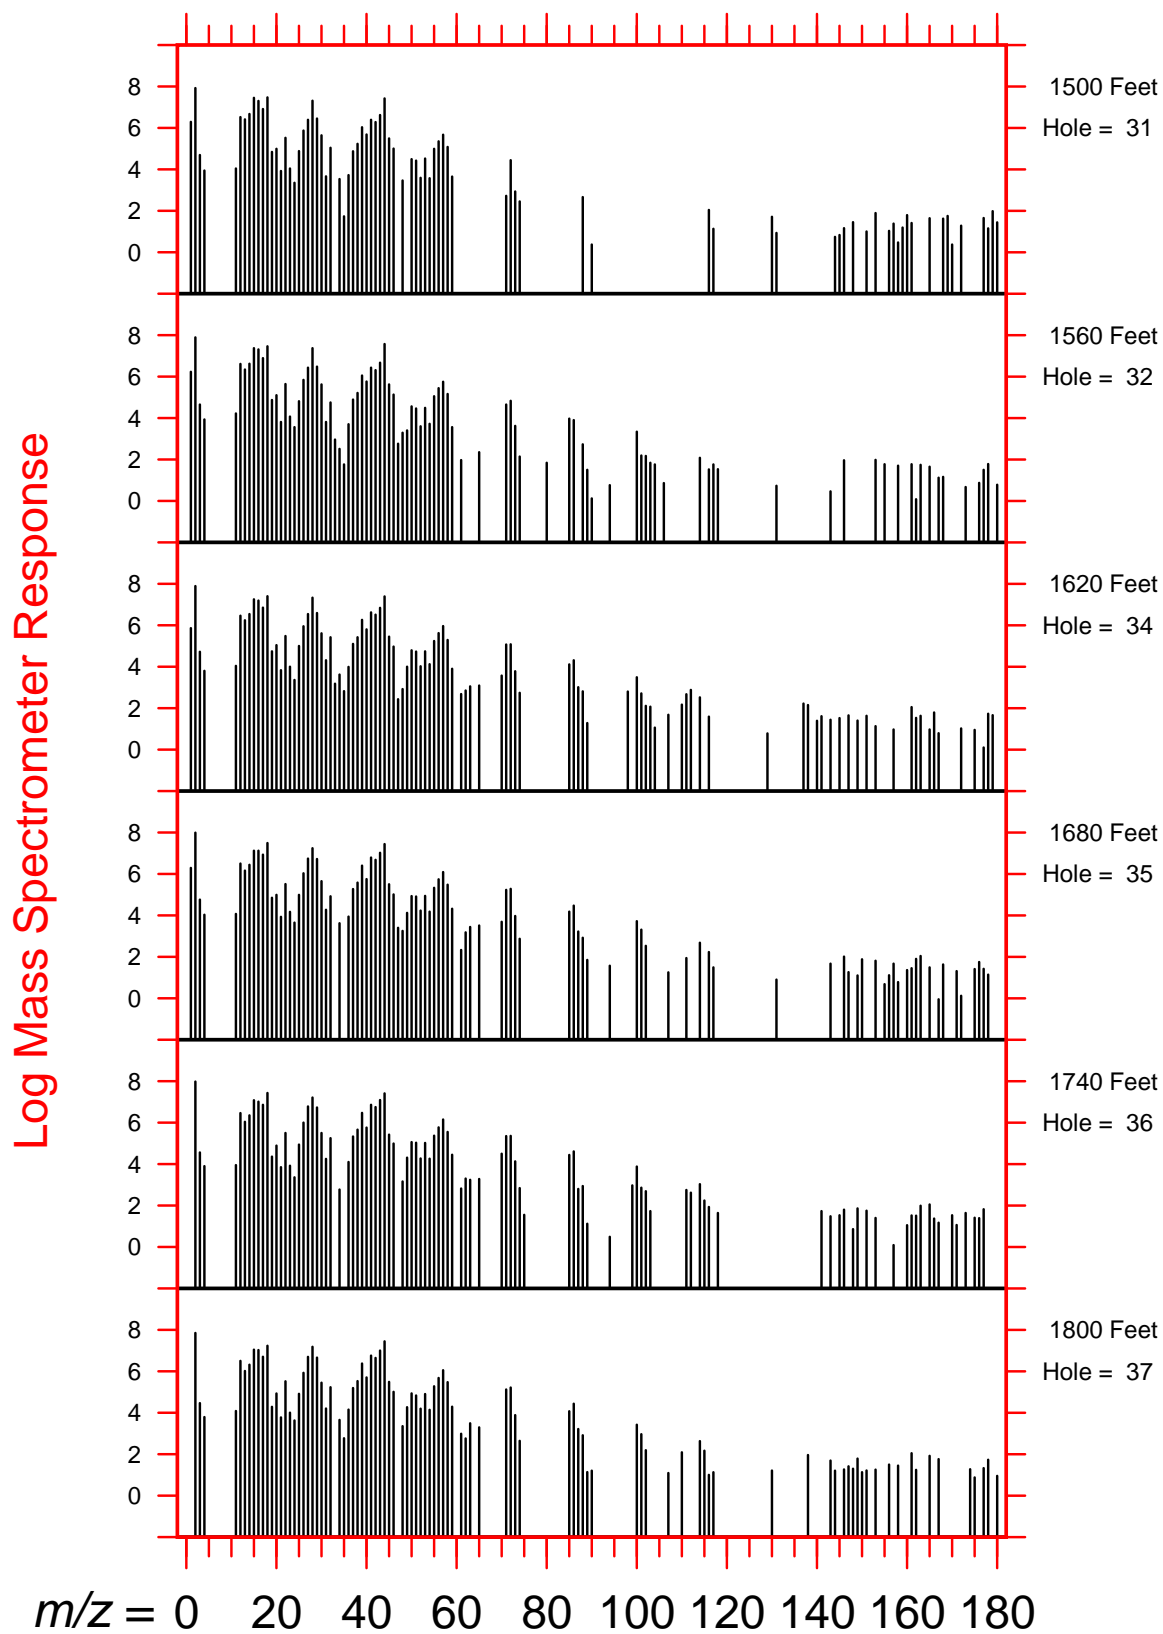 Log Mass Spectrometer Response
8
6
4
2
0
1500 Feet
Hole = 31
8
6
4
2
0
1560 Feet
Hole = 32
8
6
4
2
0
1620 Feet
Hole = 34
8
6
4
2
0
1680 Feet
Hole = 35
8
6
4
2
0
1740 Feet
Hole = 36
8
6
4
2
0
1800 Feet
Hole = 37
m/z = 0 20 40 60 80 100 120 140 160 180